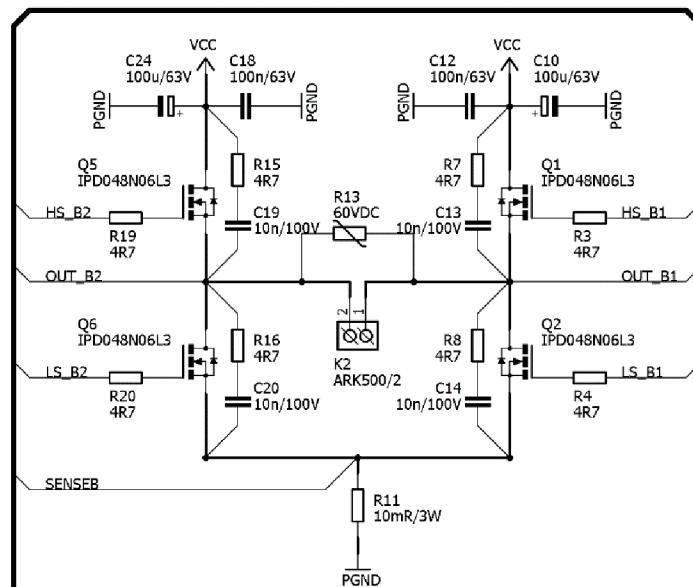 VCC
C24
100u/63V
C18
100n/63V
PGND
PGND
VCC
C12
100n/63V
C10
100u/63V
PGND
PGND
Q5
IPD048N06L3
R15
4R7
R7
4R7
Q1
IPD048N06L3
R13
60VDC
HS_B2
C19
10n/100V
C13
10n/100V
HS_B1
R19
4R7
R3
4R7
OUT_B2
OUT_B1
Q6
IPD048N06L3
R16
4R7
2
1
R8
4R7
Q2
IPD048N06L3
K2
ARK500/2
LS_B2
C20
10n/100V
C14
10n/100V
LS_B1
R20
4R7
R4
4R7
SENSEB
R11
10mR/3W
PGND